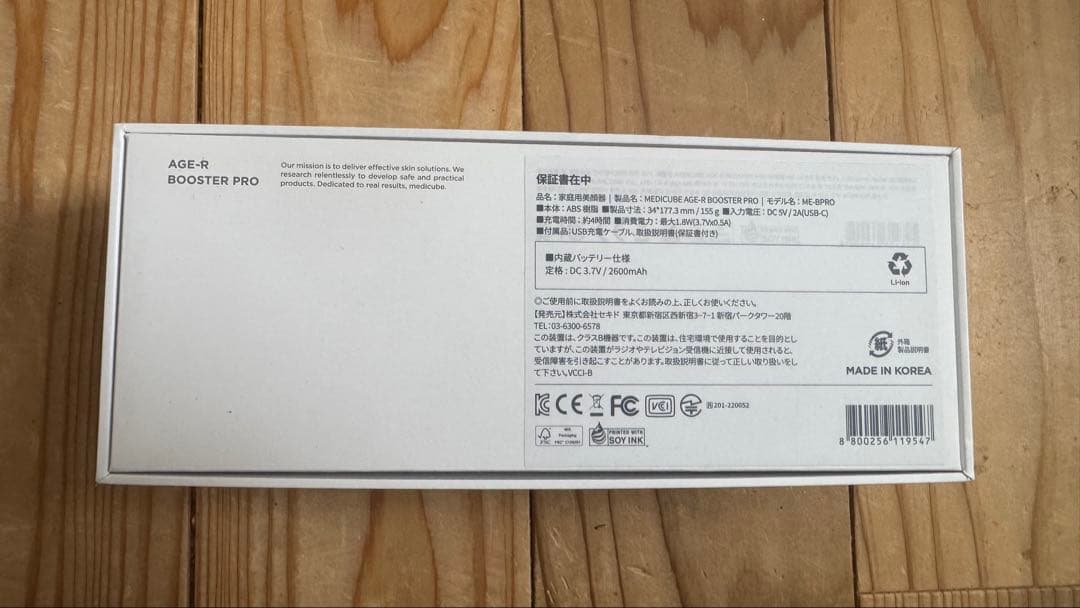 AGE-R
BOOSTER PRO
Our mission is to deliver effective skin solutions. We
research relentlessly to develop safe and practical
products. Dedicated to real results, medicube.
保証書在中
品名：家庭用美顔器 | 製品名：MEDICUBE AGE-R BOOSTER PRO | モデル名：ME-BPRO
■本体：ABS 樹脂 ■製品寸法：34*177.3 mm / 155 g ■入力電圧：DC 5V / 2A(USB-C)
■充電時間：約4時間 ■消費電力：最大1.8W(3.7Vx0.5A)
■付属品：USB充電ケーブル、取扱説明書(保証書付き)
■内蔵バッテリー仕様
定格：DC 3.7V / 2600mAh
Li-ion
◎ご使用前に取扱説明書をよくお読みの上、正しくお使いください。
【発売元】株式会社セキド 東京都新宿区西新宿3-7-1 新宿パークタワー20階
TEL：03-6300-6578
この装置は、クラスB機器です。この装置は、住宅環境で使用することを目的とし
ていますが、この装置がラジオやテレビジョン受信機に近接して使用されると、
受信障害を引き起こすことがあります。取扱説明書に従って正しい取り扱いをし
て下さい。VCCI-B
紙
外箱
製品説明書
MADE IN KOREA
CE FC VCI 201-220052
FSC MIX
Packaging
PRINTED WITH
SOY INK
8 800256 119547